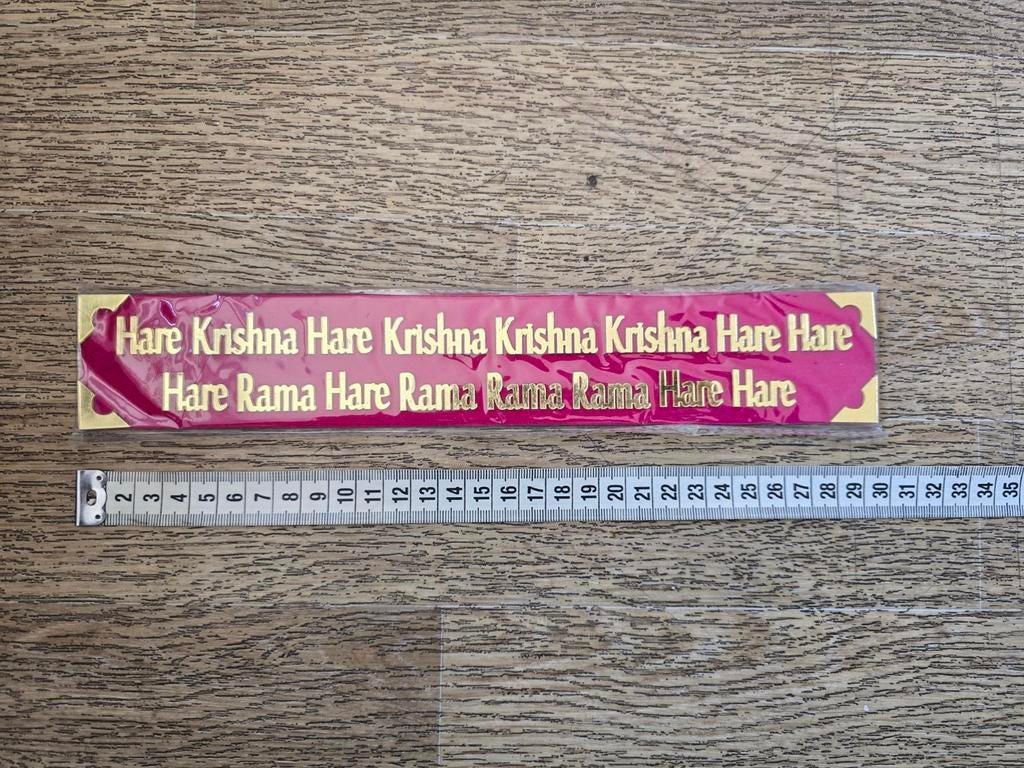 Hare Krishna Hare Krishna Krishna Krishna Hare Hare
Hare Rama Hare Rama Rama Rama Hare Hare
2 3 4 5 6 7 8 9 10 11 12 13 14 15 16 17 18 19 20 21 22 23 24 25 26 27 28 29 30 31 32 33 34 35